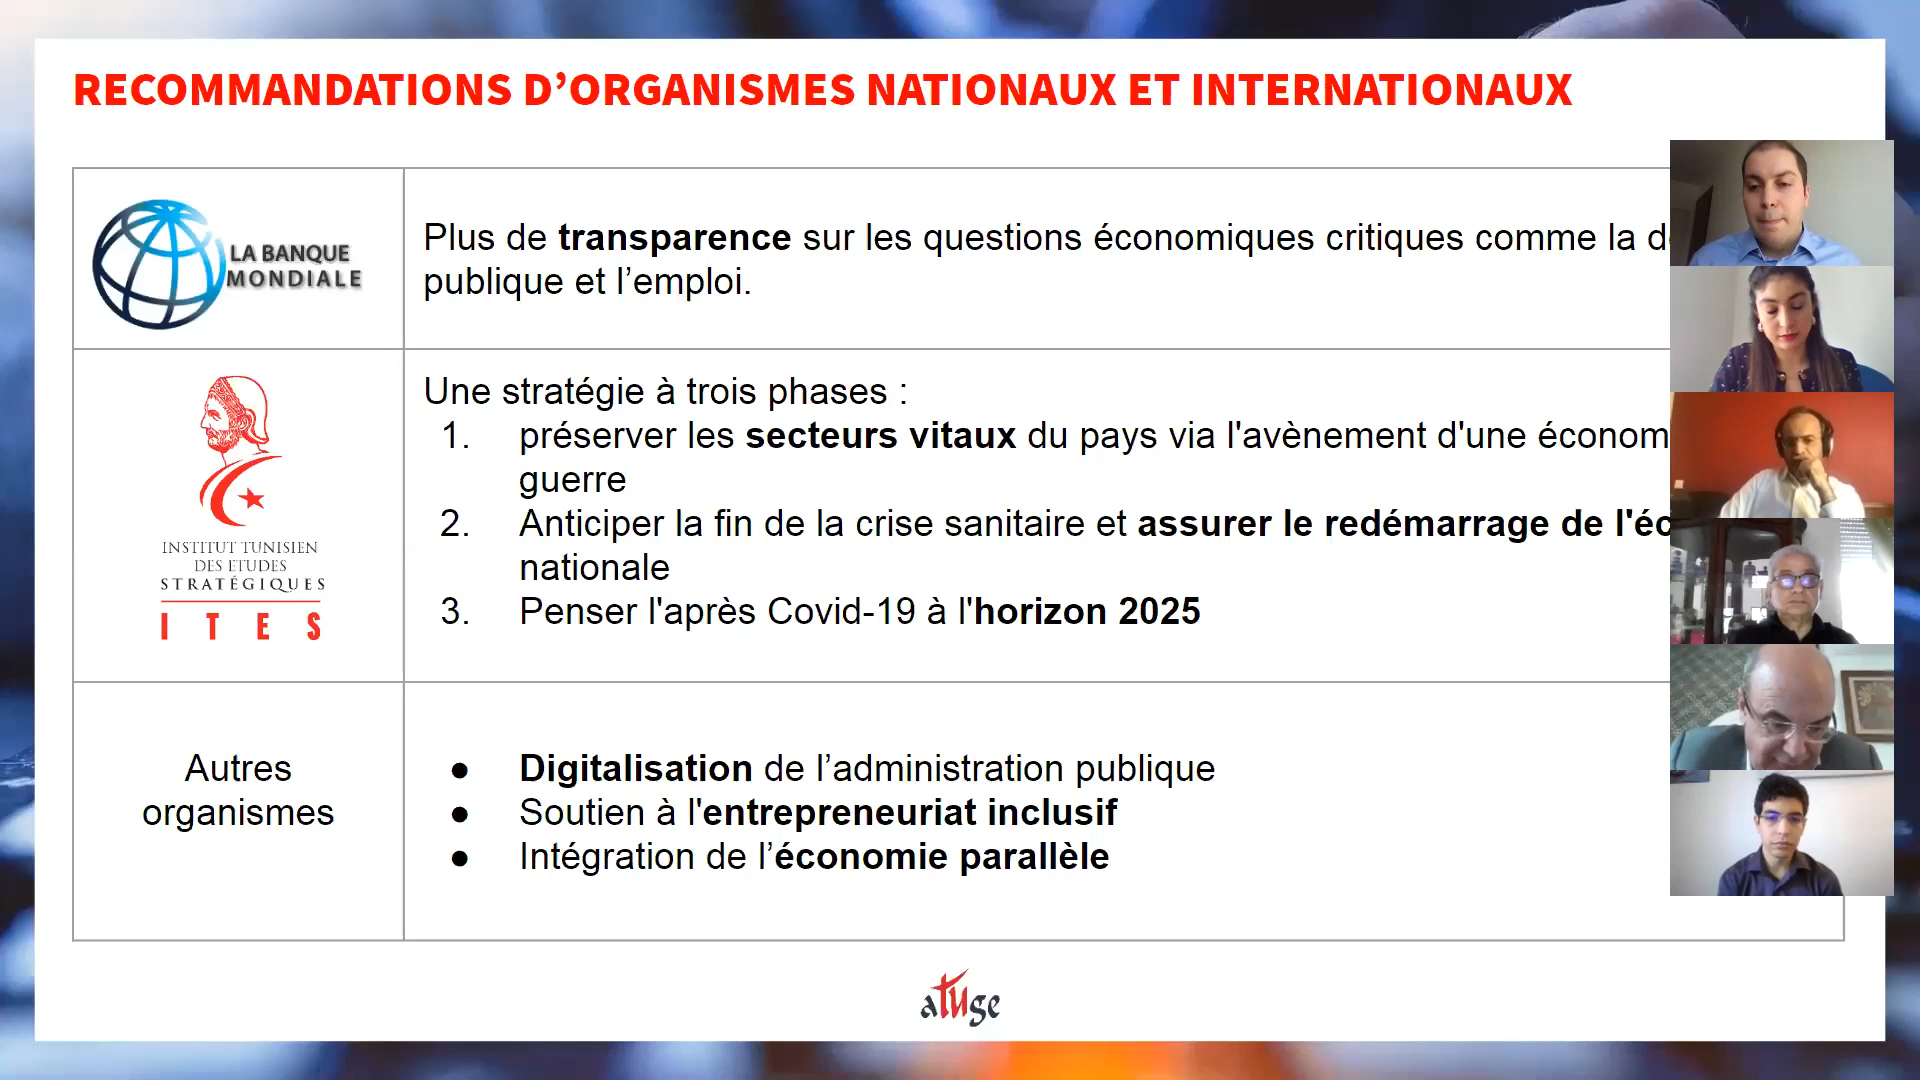 RECOMMANDATIONS D’ORGANISMES NATIONAUX ET INTERNATIONAUX
LA BANQUE
MONDIALE
Plus de transparence sur les questions économiques critiques comme la
publique et l’emploi.
INSTITUT TUNISIEN
DES ETUDES
STRATÉGIQUES
ITES
Une stratégie à trois phases :
1. préserver les secteurs vitaux du pays via l'avènement d'une
guerre
2. Anticiper la fin de la crise sanitaire et assurer le redémarrage de
nationale
3. Penser l'après Covid-19 à l'horizon 2025
Autres
organismes
● Digitalisation de l’administration publique
● Soutien à l'entrepreneuriat inclusif
● Intégration de l’économie parallèle
aTUge